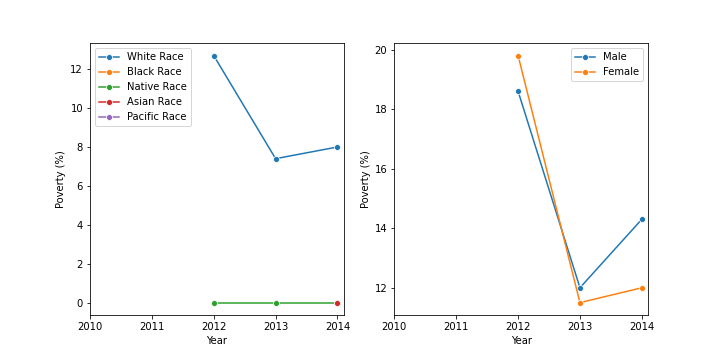 White Race
Black Race
Native Race
Asian Race
Pacific Race
12
10
8
6
4
2
0
Poverty (%)
2010 2011 2012 2013 2014
Year
Male
Female
20
18
16
14
12
Poverty (%)
2010 2011 2012 2013 2014
Year